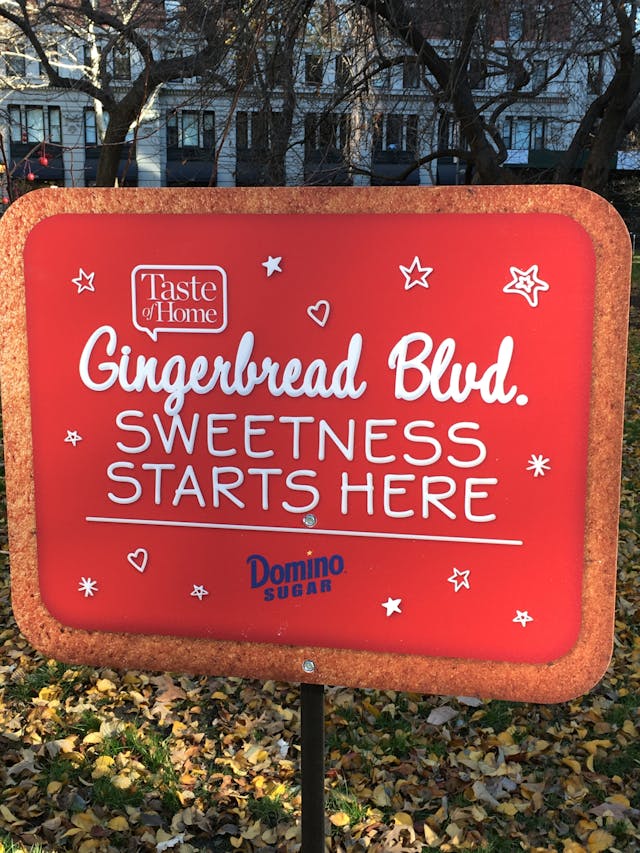 Taste
of Home
Gingerbread Blvd.
SWEETNESS
STARTS HERE
Domino
SUGAR